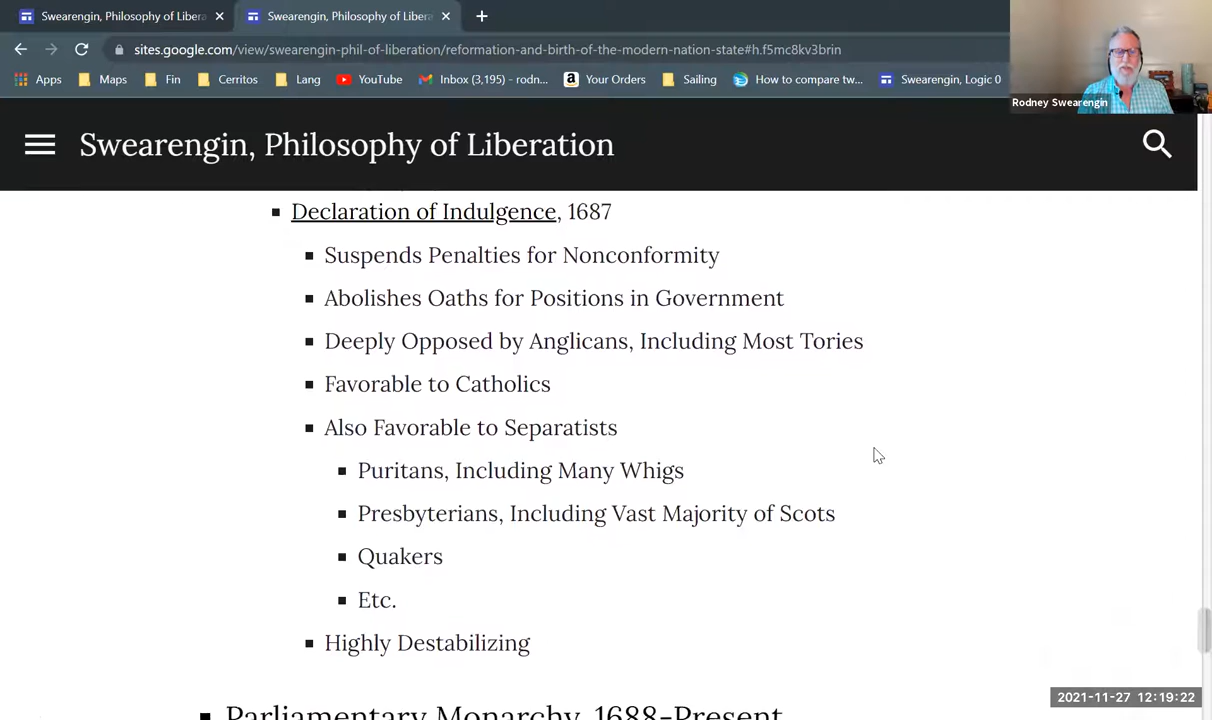 Swearengin, Philosophy of Libera
Swearengin, Philosophy of Libera
sites.google.com/view/swearengin-phil-of-liberation/reformation-and-birth-of-the-modern-nation-state#h.f5mc8kv3brin
Apps Maps Fin Cerritos Lang YouTube Inbox (3,195) - rodn... Your Orders Sailing How to compare tw... Swearengin, Logic 0
Rodney Swearengin
Swearengin, Philosophy of Liberation
Declaration of Indulgence, 1687
Suspends Penalties for Nonconformity
Abolishes Oaths for Positions in Government
Deeply Opposed by Anglicans, Including Most Tories
Favorable to Catholics
Also Favorable to Separatists
Puritans, Including Many Whigs
Presbyterians, Including Vast Majority of Scots
Quakers
Etc.
Highly Destabilizing
2021-11-27 12:19:22
Parliamentary Monarchy, 1688-Present